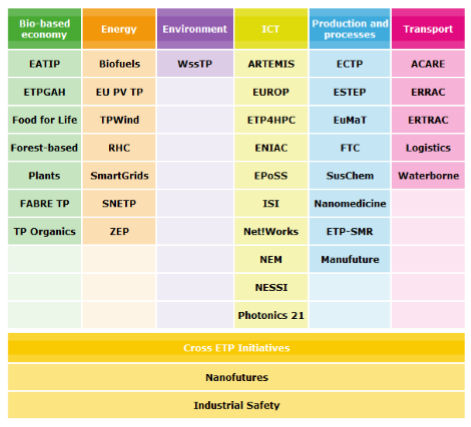 Bio-based economy Energy Environment ICT Production and processes Transport
EATIP Biofuels WssTP ARTEMIS ECTP ACARE
ETPGAH EU PV TP EUROP ESTEP ERRAC
Food for Life TPWind ETP4HPC EuMaT ERTRAC
Forest-based RHC ENIAC FTC Logistics
Plants SmartGrids EPoSS SusChem Waterborne
FABRE TP SNETP ISI Nanomedicine
TP Organics ZEP Net!Works ETP-SMR
NEM Manufuture
NESSI
Photonics 21
Cross ETP Initiatives
Nanofutures
Industrial Safety